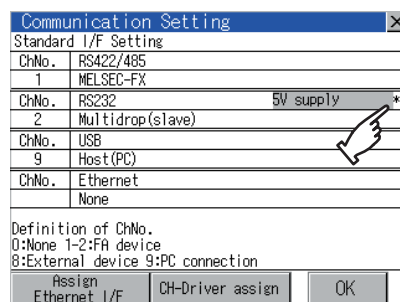 Communication Setting ×
Standard I/F Setting
ChNo. RS422/485
1 MELSEC-FX
ChNo. RS232 5V supply *
2 Multidrop(slave)
ChNo. USB
9 Host(PC)
ChNo. Ethernet
None
Definition of ChNo.
0:None 1-2:FA device
8:External device 9:PC connection
Assign Ethernet I/F CH-Driver assign OK